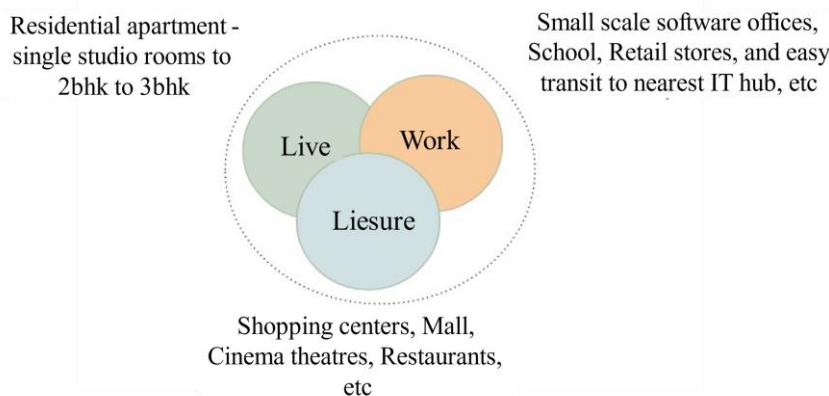 Residential apartment -
single studio rooms to
2bhk to 3bhk
Small scale software offices,
School, Retail stores, and easy
transit to nearest IT hub, etc
Live
Work
Liesure
Shopping centers, Mall,
Cinema theatres, Restaurants,
etc